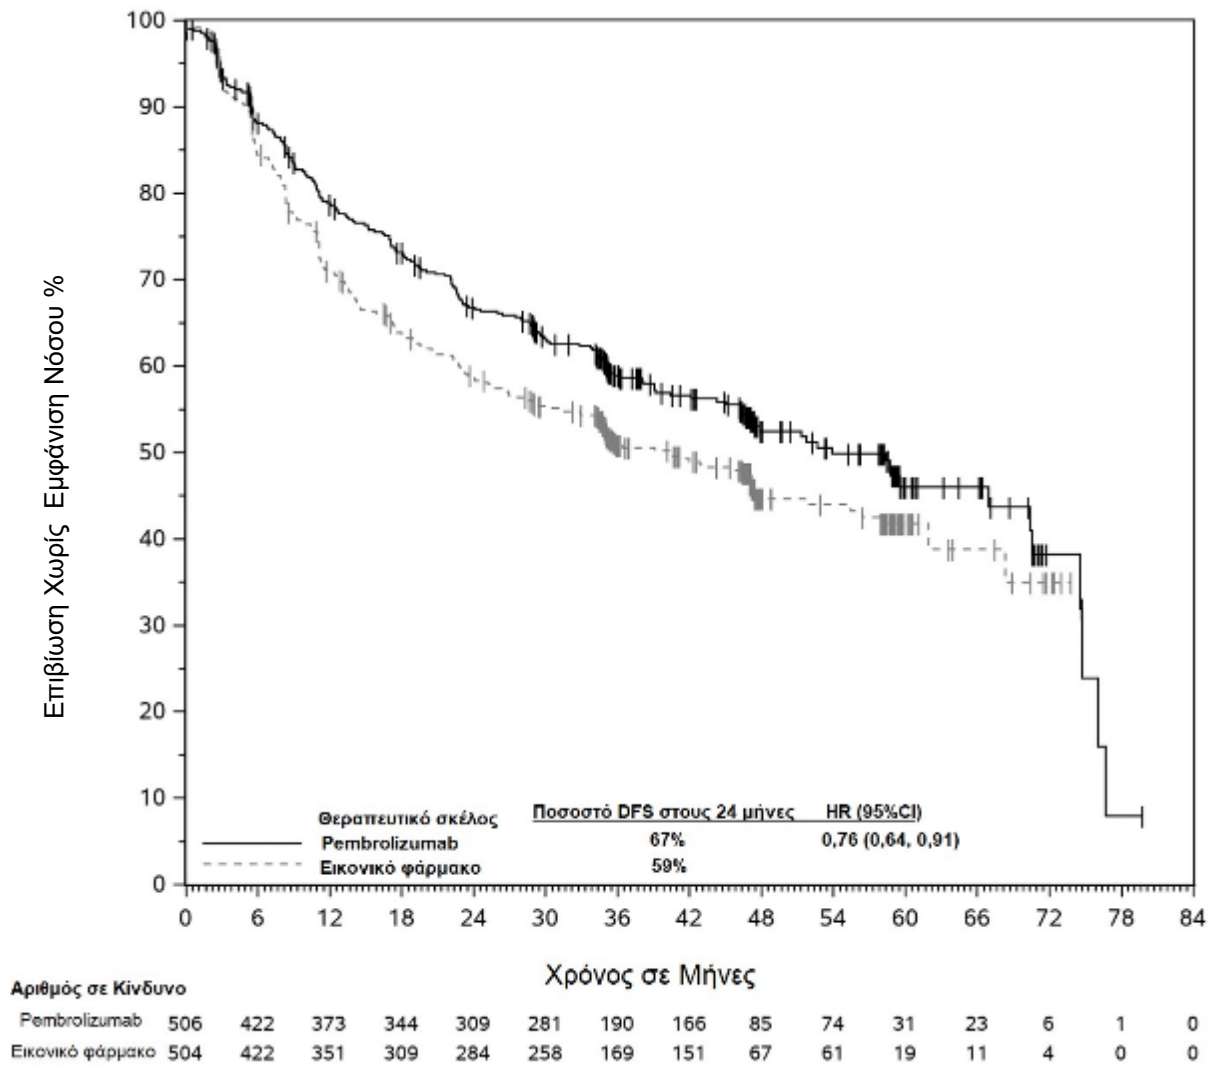 100
90
80
70
60
50
40
30
20
10
0
Επιβίωση Χωρίς Εμφάνιση Νόσου %
Θεραπευτικό σκέλος Ποσοστό DFS στους 24 μήνες HR (95%CI)
Pembrolizumab 67% 0,76 (0,64, 0,91)
Εικονικό φάρμακο 59%
0 6 12 18 24 30 36 42 48 54 60 66 72 78 84
Χρόνος σε Μήνες
Αριθμός σε Κίνδυνο
Pembrolizumab 506 422 373 344 309 281 190 166 85 74 31 23 6 1 0
Εικονικό φάρμακο 504 422 351 309 284 258 169 151 67 61 19 11 4 0 0